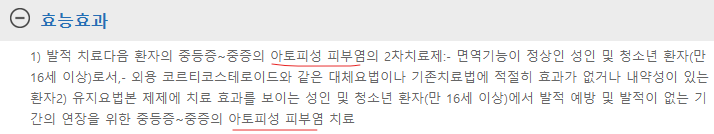 효능효과
1) 발적 치료다음 환자의 중등증~중증의 아토피성 피부염의 2차치료제:- 면역기능이 정상인 성인 및 청소년 환자(만
16세 이상)로서,- 외용 코르티코스테로이드와 같은 대체요법이나 기존치료법에 적절히 효과가 없거나 내약성이 있는
환자2) 유지요법본 제제에 치료 효과를 보이는 성인 및 청소년 환자(만 16세 이상)에서 발적 예방 및 발적이 없는 기
간의 연장을 위한 중등증~중증의 아토피성 피부염 치료